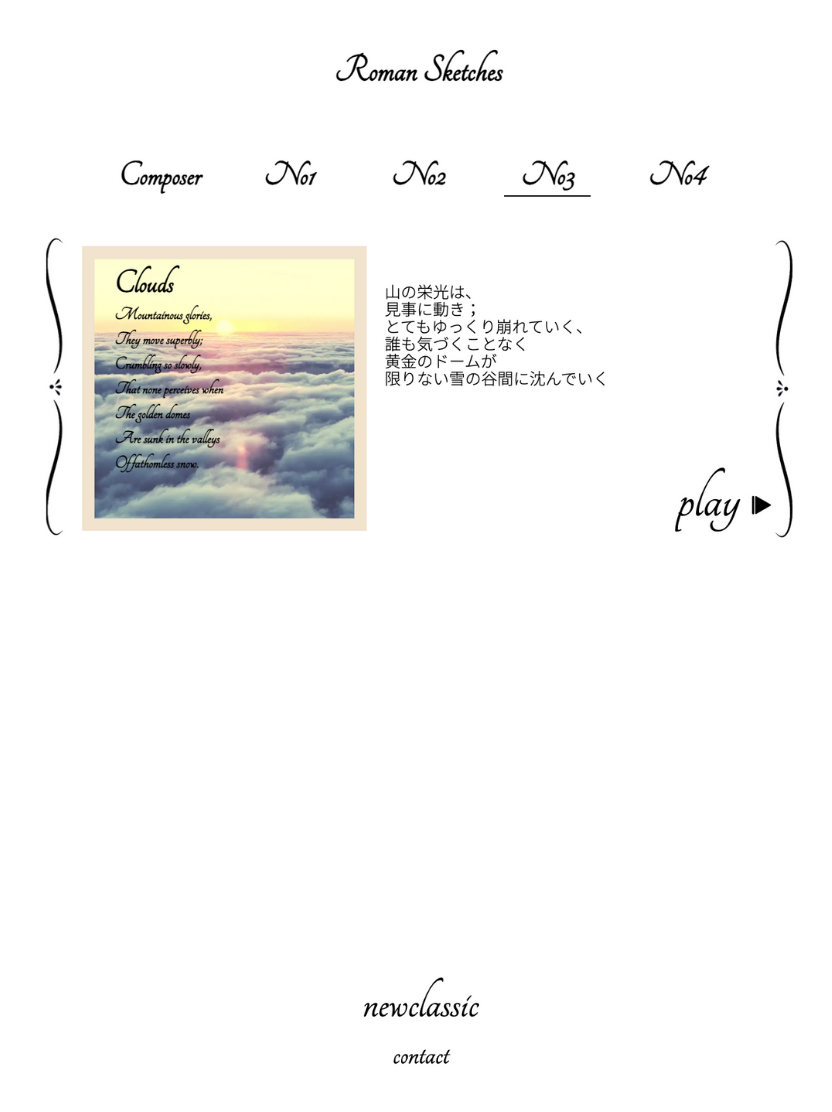 Roman Sketches
Composer No1 No2 No3 No4
Clouds
Mountainous glories,
They move superbly;
Crumbling so slowly,
That none perceives when
The golden domes
Are sunk in the valleys
Of fathomless snow.
山の栄光は、
見事に動き；
とてもゆっくり崩れていく、
誰も気づくことなく
黄金のドームが
限りない雪の谷間に沈んでいく
play
newclassic
contact